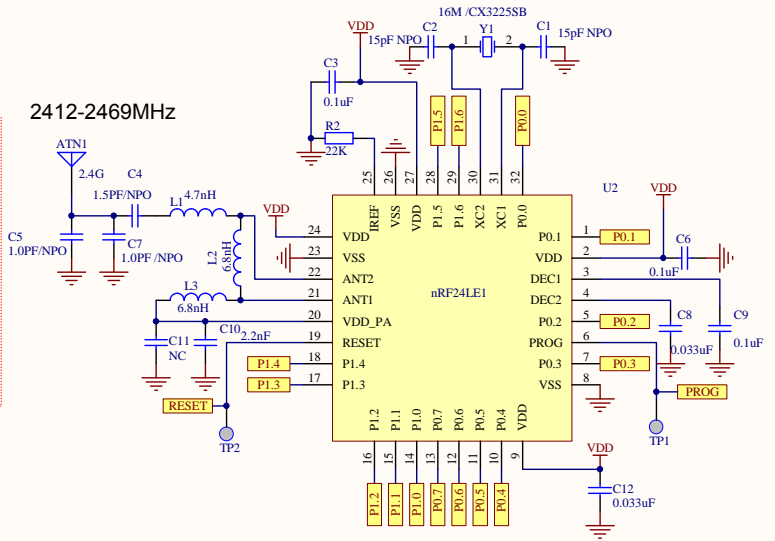 16M /CX3225SB
VDD
C2
Y1
C1
15pF NPO
1
2
15pF NPO
C3
0.1uF
2412-2469MHz
R2
22K
P1.5
P1.6
P0.0
ATN1
2.4G
C4
1.5PF/NPO
L1
4.7nH
25
26
27
28
29
30
31
32
U2
VDD
IREF
VSS
VDD
P1.5
P1.6
XC2
XC1
P0.0
VDD
C5
1.0PF/NPO
C7
1.0PF/NPO
L2
6.8nH
24
VDD
P0.1
1
P0.1
23
VSS
VDD
2
C6
0.1uF
22
ANT2
DEC1
3
L3
6.8nH
21
ANT1
nRF24LE1
DEC2
4
20
VDD_PA
P0.2
5
P0.2
C8
0.033uF
C9
0.1uF
C11
NC
C10
2.2nF
19
RESET
PROG
6
P1.4
18
P1.4
P0.3
7
P0.3
P1.3
17
P1.3
VSS
8
RESET
PROG
TP2
TP1
P1.2
P1.1
P1.0
P0.7
P0.6
P0.5
P0.4
VDD
16
15
14
13
12
11
10
9
VDD
P1.2
P1.1
P1.0
P0.7
P0.6
P0.5
P0.4
C12
0.033uF